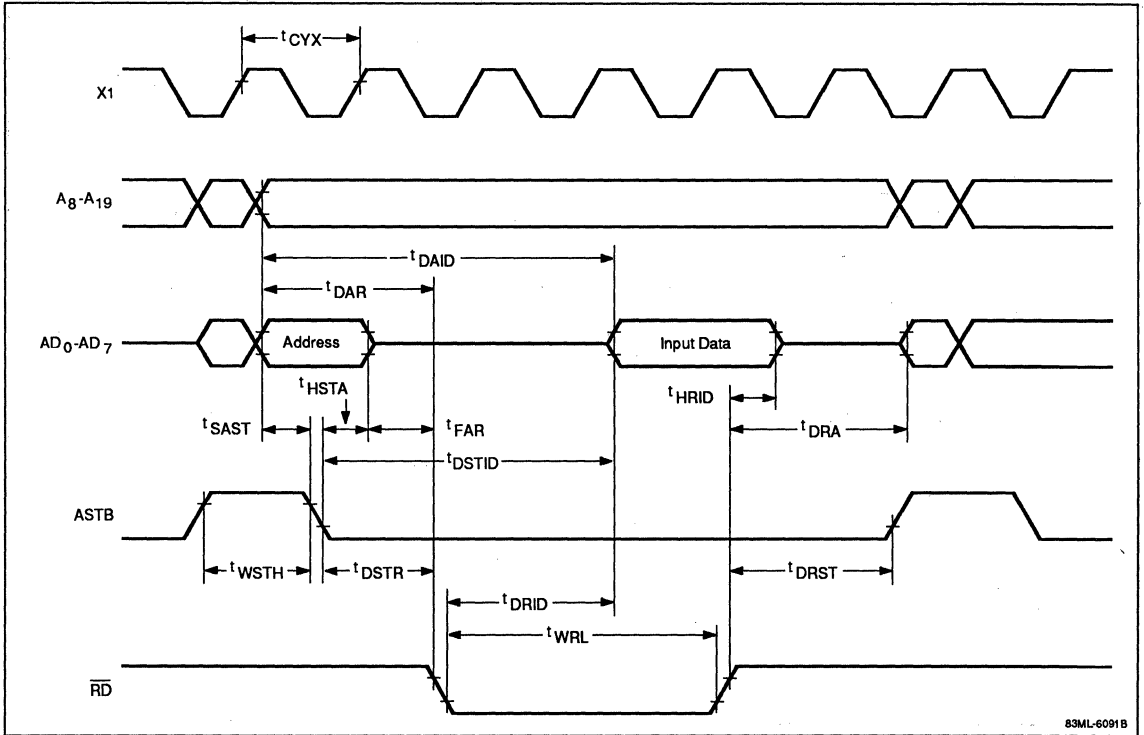 tCYX
X1
A8-A19
tDAID
tDAR
AD0-AD7
Address
Input Data
tHSTA
tHRID
tSAST
tFAR
tDRA
tDSTID
ASTB
tWSTH
tDSTR
tDRST
tDRID
tWRL
R̅D̅
83ML-6091B